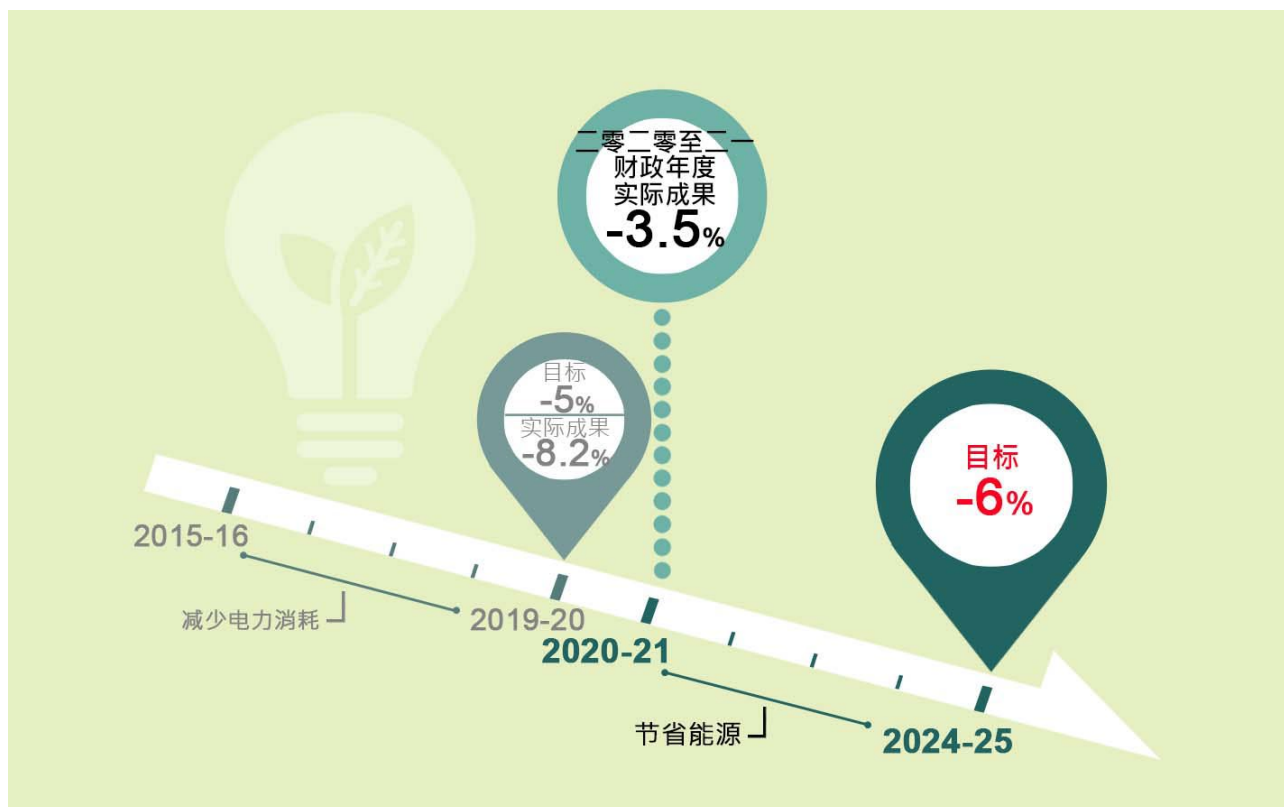 二零二零至二一
财政年度
实际成果
-3.5%
目标
-5%
实际成果
-8.2%
目标
-6%
2015-16
减少电力消耗
2019-20
2020-21
节省能源
2024-25